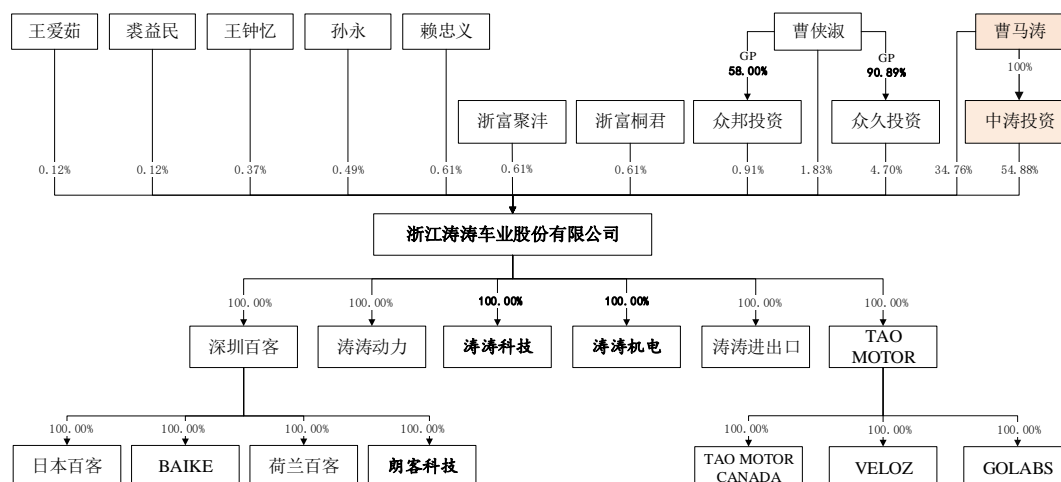 王爱茹
裘益民
王钟忆
孙永
赖忠义
曹侠淑
曹马涛
GP
58.00%
GP
90.89%
100%
浙富聚沣
浙富桐君
众邦投资
众久投资
中涛投资
0.12%
0.12%
0.37%
0.49%
0.61%
0.61%
0.61%
0.91%
1.83%
4.70%
34.76%
54.88%
浙江涛涛车业股份有限公司
100.00%
100.00%
100.00%
100.00%
100.00%
100.00%
深圳百客
涛涛动力
涛涛科技
涛涛机电
涛涛进出口
TAO
MOTOR
100.00%
100.00%
100.00%
100.00%
100.00%
100.00%
100.00%
日本百客
BAIKE
荷兰百客
朗客科技
TAO MOTOR
CANADA
VELOZ
GOLABS